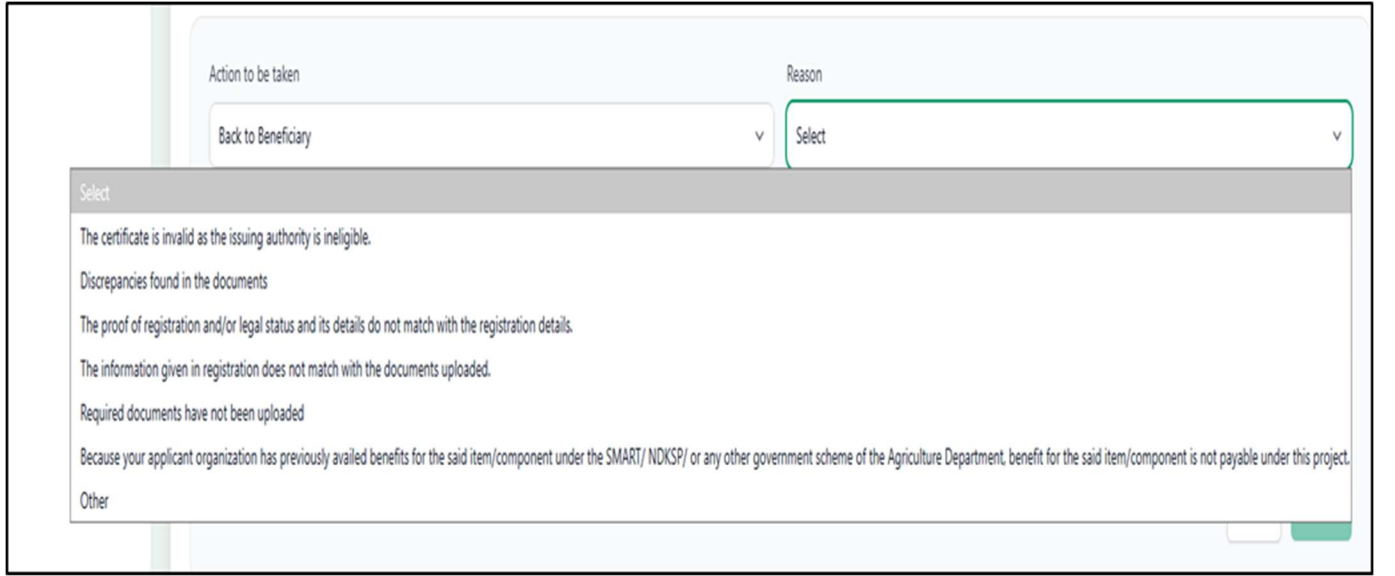 Action to be taken
Reason
Back to Beneficiary
Select
Select
The certificate is invalid as the issuing authority is ineligible.
Discrepancies found in the documents
The proof of registration and/or legal status and its details do not match with the registration details.
The information given in registration does not match with the documents uploaded.
Required documents have not been uploaded
Because your applicant organization has previously availed benefits for the said item/component under the SMART/ NDKSP/ or any other government scheme of the Agriculture Department, benefit for the said item/component is not payable under this project.
Other